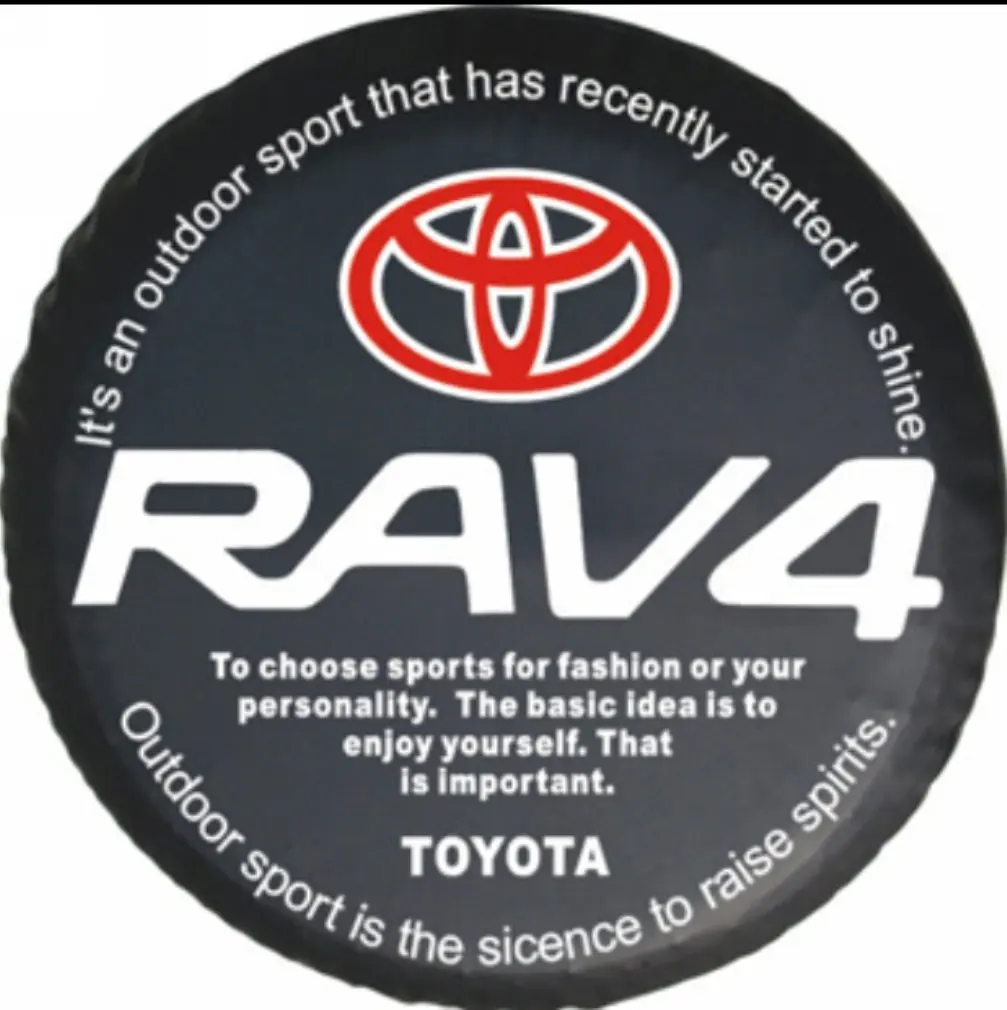 It's an outdoor sport that has recently started to shine.
RAV4
To choose sports for fashion or your
personality. The basic idea is to
enjoy yourself. That
is important.
TOYOTA
Outdoor sport is the sicence to raise spirits.